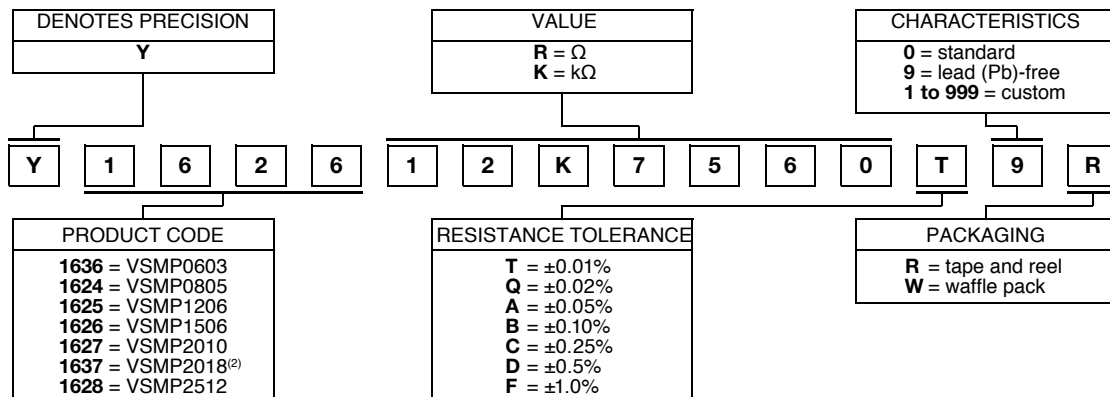 DENOTES PRECISION
Y
VALUE
R = Ω
K = kΩ
CHARACTERISTICS
0 = standard
9 = lead (Pb)-free
1 to 999 = custom
Y 1 6 2 6 1 2 K 7 5 6 0 T 9 R
PRODUCT CODE
1636 = VSMP0603
1624 = VSMP0805
1625 = VSMP1206
1626 = VSMP1506
1627 = VSMP2010
1637 = VSMP2018(2)
1628 = VSMP2512
RESISTANCE TOLERANCE
T = ±0.01%
Q = ±0.02%
A = ±0.05%
B = ±0.10%
C = ±0.25%
D = ±0.5%
F = ±1.0%
PACKAGING
R = tape and reel
W = waffle pack